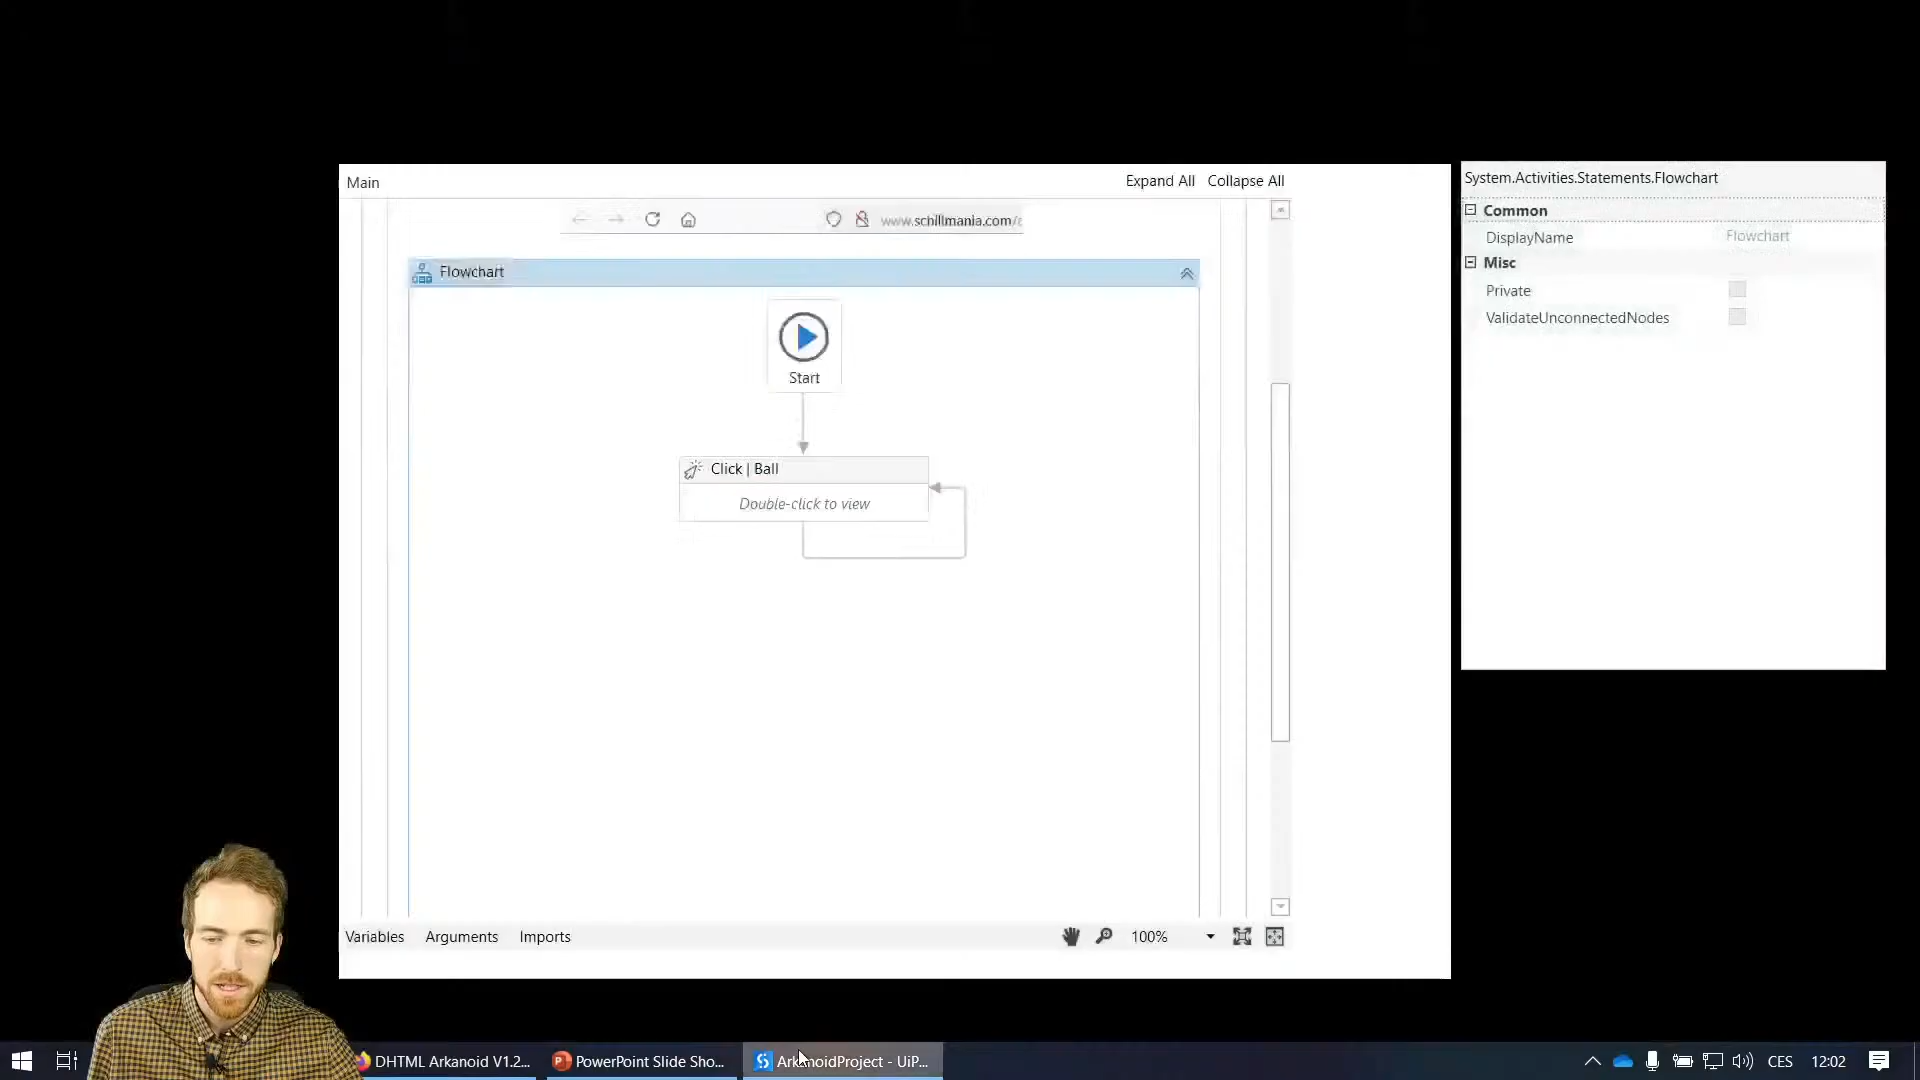 Main
Expand All Collapse All
www.schillmania.com/
Flowchart
Start
Click | Ball
Double-click to view
Variables Arguments Imports
100%
System.Activities.Statements.Flowchart
Common
DisplayName Flowchart
Misc
Private
ValidateUnconnectedNodes
DHTML Arkanoid V1.2...
PowerPoint Slide Sho...
ArkanoidProject - UiP...
CES
12:02